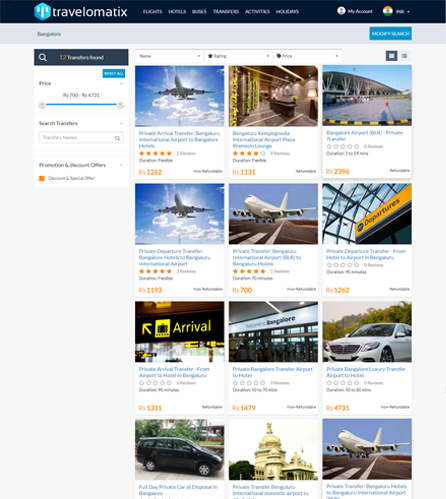 travelomatix
FLIGHTS HOTELS BUSES TRANSFERS ACTIVITIES HOLIDAYS
My Account INR
Bangalore
MODIFY SEARCH
12 Transfers found
RESET ALL
Price
Rs 700 - Rs 4731
Search Transfers
Transfers Names
Promotion & discount Offers
Discount & Special Offer
Name Rating Price
Private Arrival Transfer: Bengaluru
International Airport to Bangalore
Hotels
2 Reviews
Duration: Flexible
Rs 1262 Non-Refundable
Bengaluru Kempegowda
International Airport Plaza
Premium Lounge
Duration: Flexible
Rs 1131 Non-Refundable
Bangalore Airport (BLR) - Private
Transfer
0 Reviews
Duration: 5 to 59 mins
Rs 2396 Non-Refundable
Private Departure Transfer:
Bangalore Hotels to Bengaluru
International Airport
2 Reviews
Duration: Flexible
Rs 1193 Non-Refundable
Private Transfer: Bengaluru
International Airport (BLR) to
Bengaluru Hotels
Duration: 70 minutes
Rs 700 Non-Refundable
Departures
Private Departure Transfer - From
Hotel to Airport in Bengaluru
0 Reviews
Duration: 90 minutes
Rs 1262 Refundable
Arrival
Private Arrival Transfer - From
Airport to Hotel in Bengaluru
0 Reviews
Duration: 90 minutes
Rs 1331 Refundable
Bangalore
Private Bangalore Transfer Airport
to Hotel
0 Reviews
Duration: 50 to 70 mins
Rs 1479 Non-Refundable
Private Bangalore Luxury Transfer
Airport to Hotel
0 Reviews
Duration: 50 to 60 mins
Rs 4731 Non-Refundable
Full Day Private Car at Disposal in
Bangalore
Private Transfer Bengaluru
International/domestic airport to
Private Transfer: Bengaluru Hotels
to Bengaluru International Airport